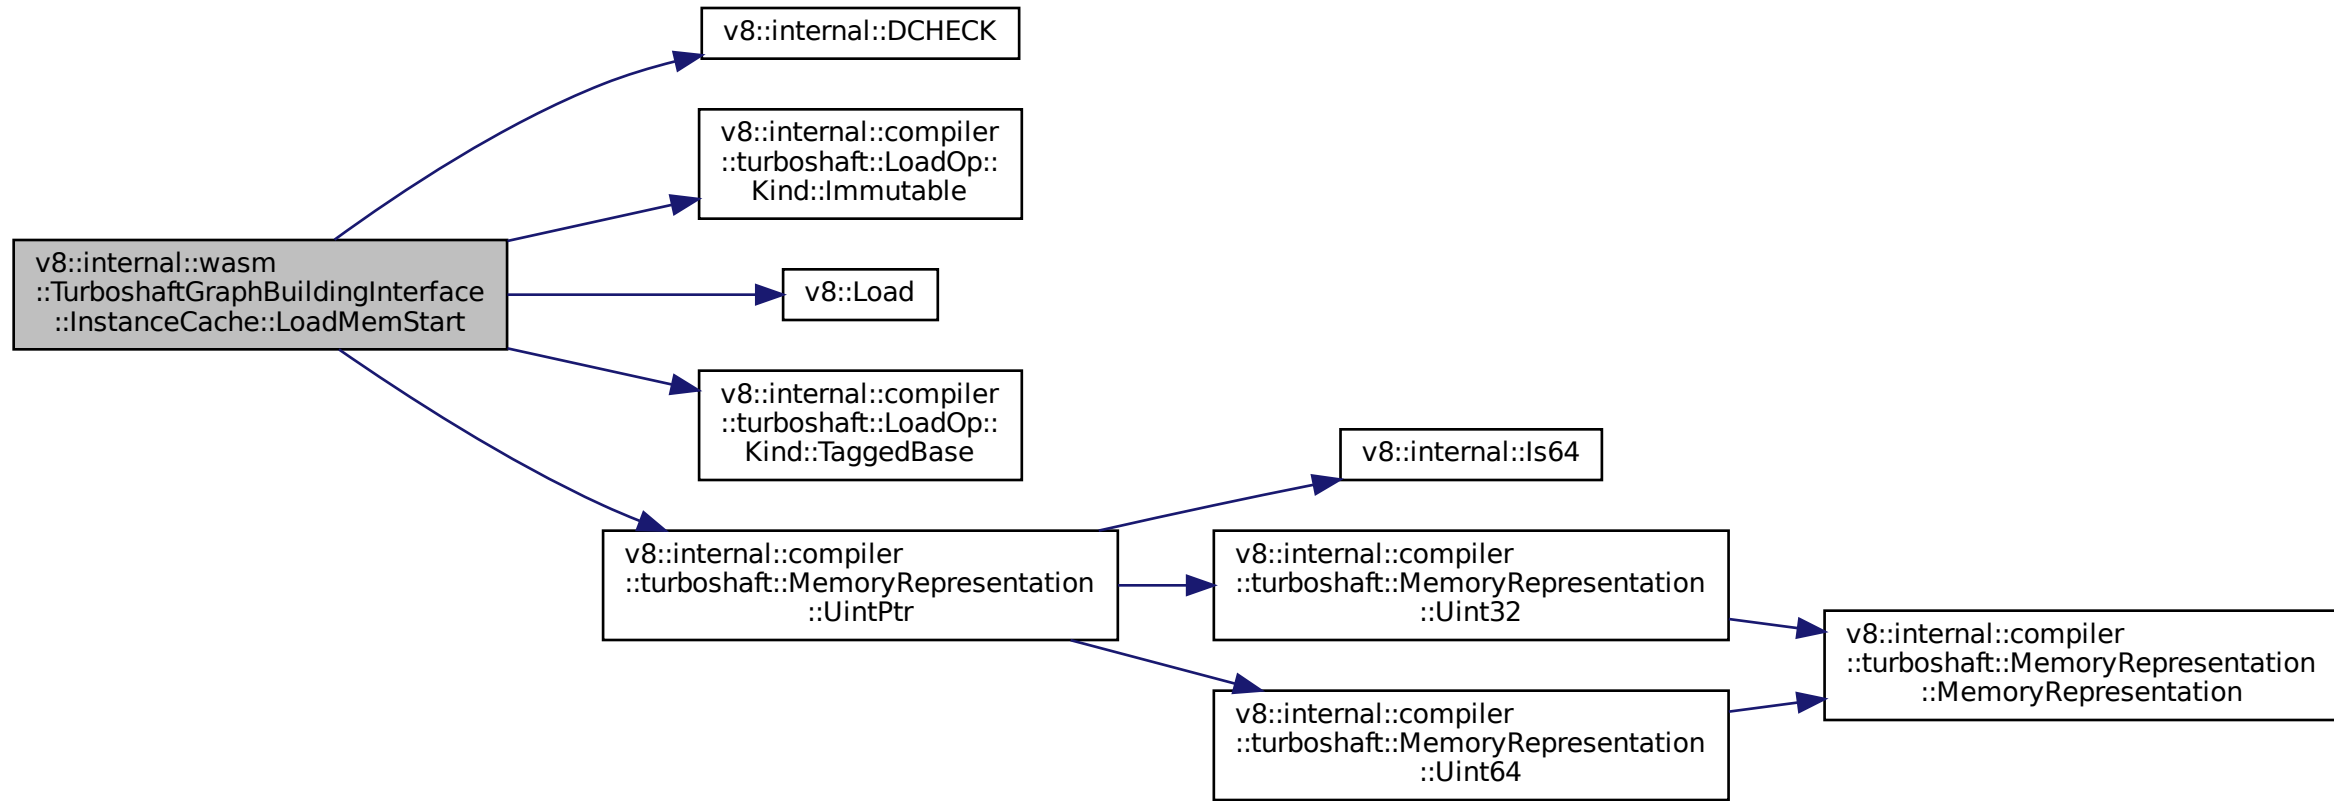 v8::internal::DCHECK
v8::internal::compiler
::turboshaft::LoadOp::
Kind::Immutable
v8::internal::wasm
::TurboshaftGraphBuildingInterface
::InstanceCache::LoadMemStart
v8::Load
v8::internal::compiler
::turboshaft::LoadOp::
Kind::TaggedBase
v8::internal::Is64
v8::internal::compiler
::turboshaft::MemoryRepresentation
::UintPtr
v8::internal::compiler
::turboshaft::MemoryRepresentation
::Uint32
v8::internal::compiler
::turboshaft::MemoryRepresentation
::MemoryRepresentation
v8::internal::compiler
::turboshaft::MemoryRepresentation
::Uint64